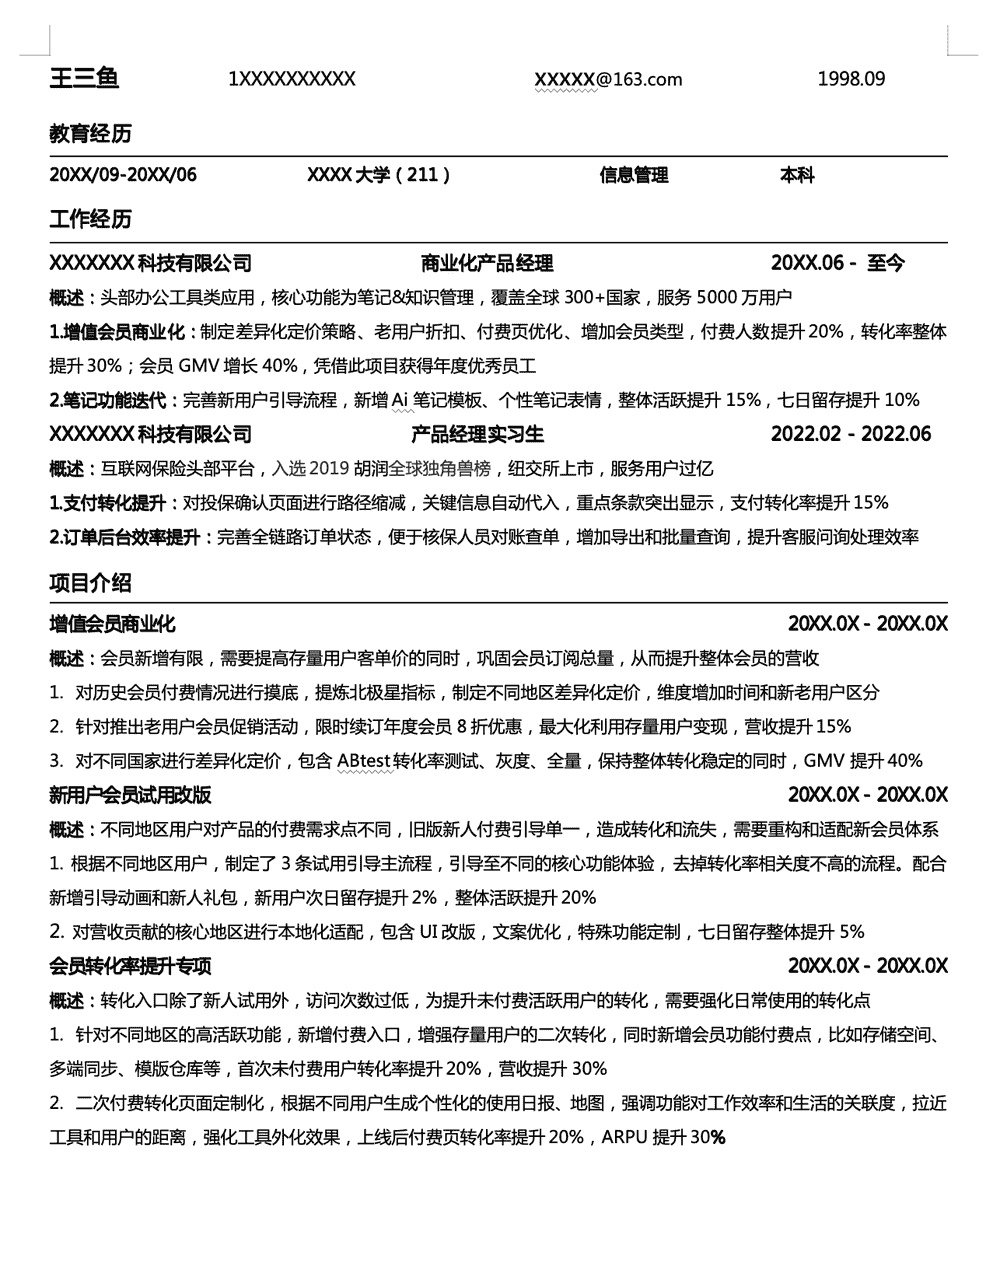 王三鱼 1XXXXXXXXXX XXXXX@163.com 1998.09
教育经历
20XX/09-20XX/06 XXXX 大学（211） 信息管理 本科
工作经历
XXXXXXX 科技有限公司 商业化产品经理 20XX.06 - 至今
概述：头部办公工具类应用，核心功能为笔记&知识管理，覆盖全球 300+国家，服务 5000 万用户
1.增值会员商业化：制定差异化定价策略、老用户折扣、付费页优化、增加会员类型，付费人数提升 20%，转化率整体
提升 30%；会员 GMV 增长 40%，凭借此项目获得年度优秀员工
2.笔记功能迭代：完善新用户引导流程，新增 Ai 笔记模板、个性笔记表情，整体活跃提升 15%，七日留存提升 10%
XXXXXXX 科技有限公司 产品经理实习生 2022.02 - 2022.06
概述：互联网保险头部平台，入选 2019 胡润全球独角兽榜，纽交所上市，服务用户过亿
1.支付转化提升：对投保确认页面进行路径缩减，关键信息自动代入，重点条款突出显示，支付转化率提升 15%
2.订单后台效率提升：完善全链路订单状态，便于核保人员对账查单，增加导出和批量查询，提升客服问询处理效率
项目介绍
增值会员商业化 20XX.0X - 20XX.0X
概述：会员新增有限，需要提高存量用户客单价的同时，巩固会员订阅总量，从而提升整体会员的营收
1. 对历史会员付费情况进行摸底，提炼北极星指标，制定不同地区差异化定价，维度增加时间和新老用户区分
2. 针对推出老用户会员促销活动，限时续订年度会员 8 折优惠，最大化利用存量用户变现，营收提升 15%
3. 对不同国家进行差异化定价，包含 ABtest 转化率测试、灰度、全量，保持整体转化稳定的同时，GMV 提升 40%
新用户会员试用改版 20XX.0X - 20XX.0X
概述：不同地区用户对产品的付费需求点不同，旧版新人付费引导单一，造成转化和流失，需要重构和适配新会员体系
1. 根据不同地区用户，制定了 3 条试用引导主流程，引导至不同的核心功能体验，去掉转化率相关度不高的流程。配合
新增引导动画和新人礼包，新用户次日留存提升 2%，整体活跃提升 20%
2. 对营收贡献的核心地区进行本地化适配，包含 UI 改版，文案优化，特殊功能定制，七日留存整体提升 5%
会员转化率提升专项 20XX.0X - 20XX.0X
概述：转化入口除了新人试用外，访问次数过低，为提升未付费活跃用户的转化，需要强化日常使用的转化点
1. 针对不同地区的高活跃功能，新增付费入口，增强存量用户的二次转化，同时新增会员功能付费点，比如存储空间、
多端同步、模版仓库等，首次未付费用户转化率提升 20%，营收提升 30%
2. 二次付费转化页面定制化，根据不同用户生成个性化的使用日报、地图，强调功能对工作效率和生活的关联度，拉近
工具和用户的距离，强化工具外化效果，上线后付费页转化率提升 20%，ARPU 提升 30%